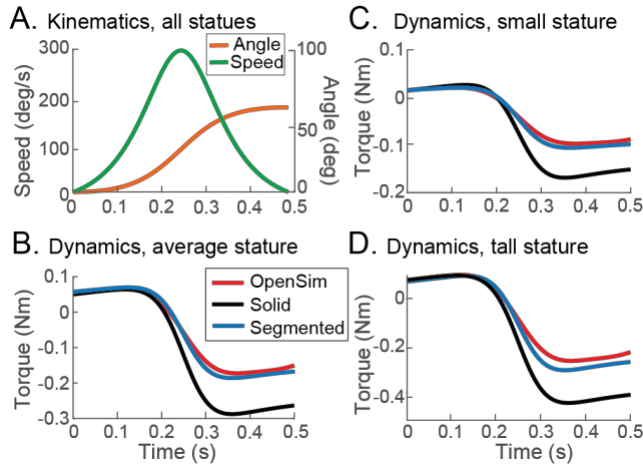 A. Kinematics, all statues
300
200
100
0
Speed (deg/s)
Angle
Speed
100
50
0
Angle (deg)
0 0.1 0.2 0.3 0.4 0.5
B. Dynamics, average stature
0.1
0
-0.1
-0.2
-0.3
Torque (Nm)
OpenSim
Solid
Segmented
0 0.1 0.2 0.3 0.4 0.5
Time (s)
C. Dynamics, small stature
0.1
0
-0.1
-0.2
Torque (Nm)
0 0.1 0.2 0.3 0.4 0.5
D. Dynamics, tall stature
0
-0.2
-0.4
Torque (Nm)
0 0.1 0.2 0.3 0.4 0.5
Time (s)